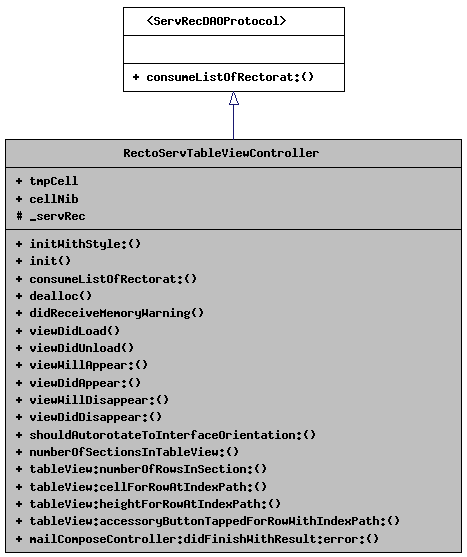 <ServRecDAOProtocol>
+ consumeListOfRectorat:()
RectoServTableViewController
+ tmpCell
+ cellNib
# _servRec
+ initWithStyle:()
+ init()
+ consumeListOfRectorat:()
+ dealloc()
+ didReceiveMemoryWarning()
+ viewDidLoad()
+ viewDidUnload()
+ viewWillAppear:()
+ viewDidAppear:()
+ viewWillDisappear:()
+ viewDidDisappear:()
+ shouldAutorotateToInterfaceOrientation:()
+ numberOfSectionsInTableView:()
+ tableView:numberOfRowsInSection:()
+ tableView:cellForRowAtIndexPath:()
+ tableView:heightForRowAtIndexPath:()
+ tableView:accessoryButtonTappedForRowWithIndexPath:()
+ mailComposeController:didFinishWithResult:error:()